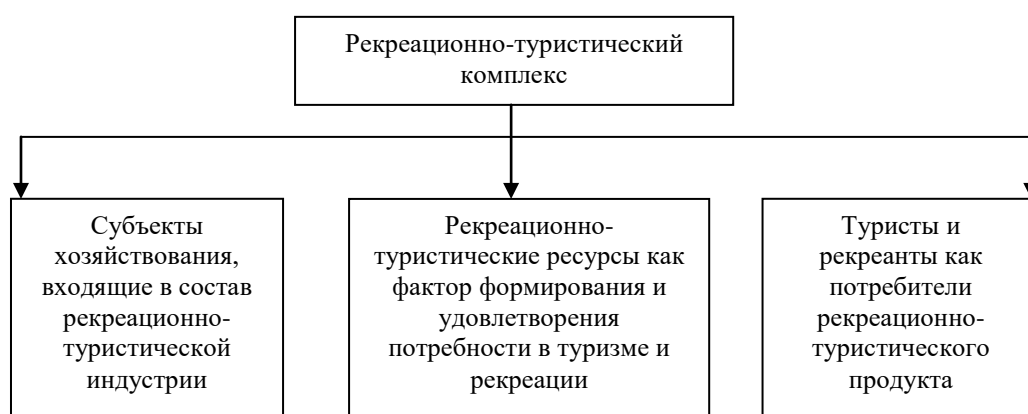 Рекреационно-туристический
комплекс
Субъекты
хозяйствования,
входящие в состав
рекреационно-
туристической
индустрии
Рекреационно-
туристические ресурсы как
фактор формирования и
удовлетворения
потребности в туризме и
рекреации
Туристы и
рекреанты как
потребители
рекреационно-
туристического
продукта